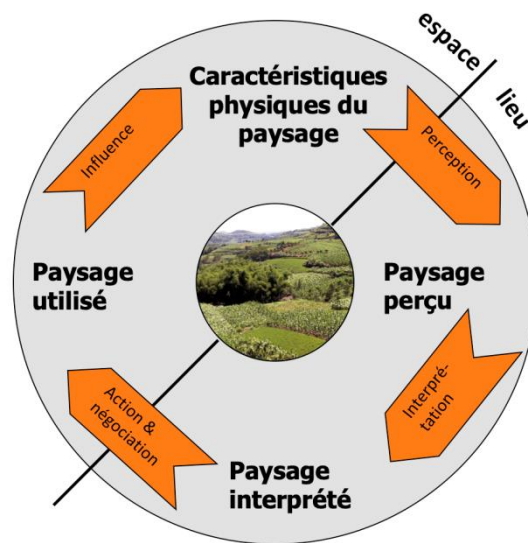 espace
lieu
Caractéristiques
physiques du
paysage
Influence
Perception
Paysage
utilisé
Paysage
perçu
Action &
négociation
Interpré-
tation
Paysage
interprété